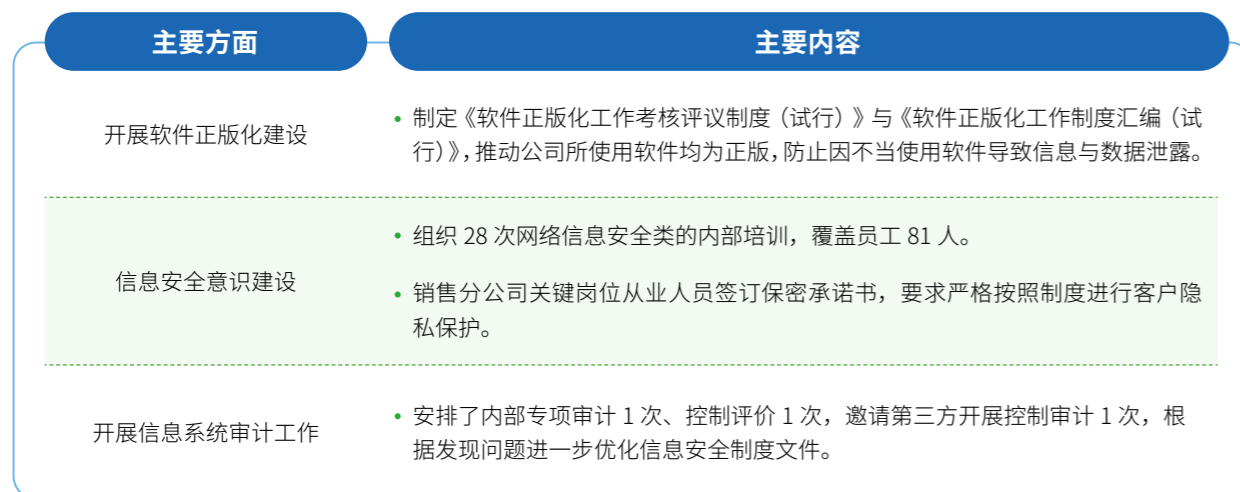 主要方面
主要内容
开展软件正版化建设
• 制定《软件正版化工作考核评议制度（试行）》与《软件正版化工作制度汇编（试
行）》，推动公司所使用软件均为正版，防止因不当使用软件导致信息与数据泄露。
信息安全意识建设
• 组织 28 次网络信息安全类的内部培训，覆盖员工 81 人。
• 销售分公司关键岗位从业人员签订保密承诺书，要求严格按照制度进行客户隐
私保护。
开展信息系统审计工作
• 安排了内部专项审计 1 次、控制评价 1 次，邀请第三方开展控制审计 1 次，根
据发现问题进一步优化信息安全制度文件。